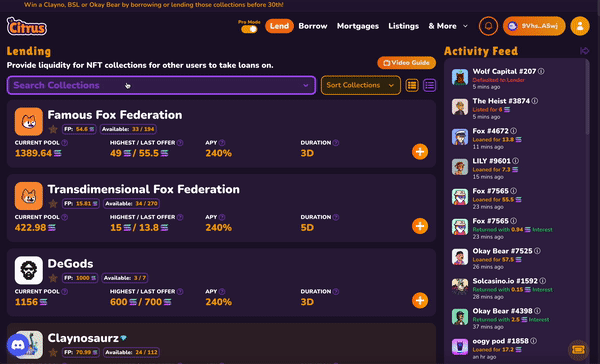 Win a Clayno, BSL or Okay Bear by borrowing or lending those collections before 30th!
Citrus
Pro Mode
Lend
Borrow
Mortgages
Listings
& More
9Vhs..ASwj
Lending
Provide liquidity for NFT collections for other users to take loans on.
Video Guide
Search Collections
Sort Collections
Famous Fox Federation
FP: 54.6
Available: 33 / 194
CURRENT POOL
HIGHEST / LAST OFFER
APY
DURATION
1389.64
49 / 55.5
240%
3D
Transdimensional Fox Federation
FP: 15.81
Available: 34 / 270
CURRENT POOL
HIGHEST / LAST OFFER
APY
DURATION
422.98
15 / 13.8
240%
5D
DeGods
FP: 1000
Available: 3 / 7
CURRENT POOL
HIGHEST / LAST OFFER
APY
DURATION
1156
600 / 700
240%
3D
Claynosaurz
FP: 70.99
Available: 24 / 112
Activity Feed
Wolf Capital #207
Defaulted to Lender
5 mins ago
The Heist #3874
Listed for 6
5 mins ago
Fox #4672
Loaned for 13.8
11 mins ago
LILY #9601
Loaned for 7.3
15 mins ago
Fox #7565
Loaned for 55.5
23 mins ago
Fox #7565
Returned with 0.94 Interest
23 mins ago
Okay Bear #7525
Loaned for 57.5
26 mins ago
Solcasino.io #1592
Returned with 0.15 Interest
28 mins ago
Okay Bear #4398
Returned with 2.5 Interest
37 mins ago
oogy pod #1858
Loaned for 17.2
an hr ago